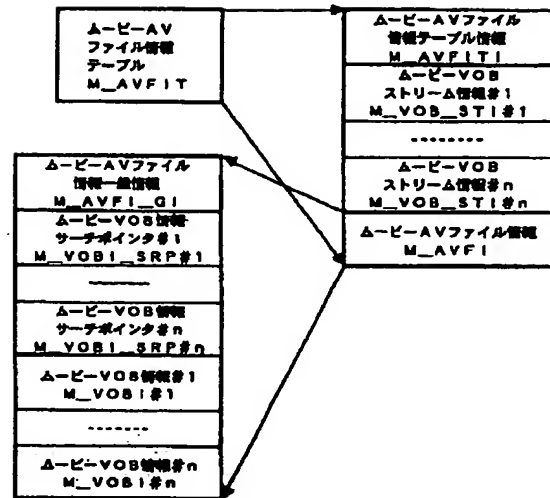 ムービーAV
ファイル情報
テーブル
M_AVFIT
ムービーAVファイル
情報テーブル情報
M_AVFITI
ムービーVOB
ストリーム情報#1
M_VOB_STI#1
--------
ムービーVOB
ストリーム情報#n
M_VOB_STI#n
ムービーAVファイル情報
M_AVFI
ムービーAVファイル
情報一般情報
M_AVFI_GI
ムービーVOB情報
サーチポインタ#1
M_VOBI_SRP#1
-------
ムービーVOB情報
サーチポインタ#n
M_VOBI_SRP#n
ムービーVOB情報#1
M_VOBI#1
-------
ムービーVOB情報#n
M_VOBI#n